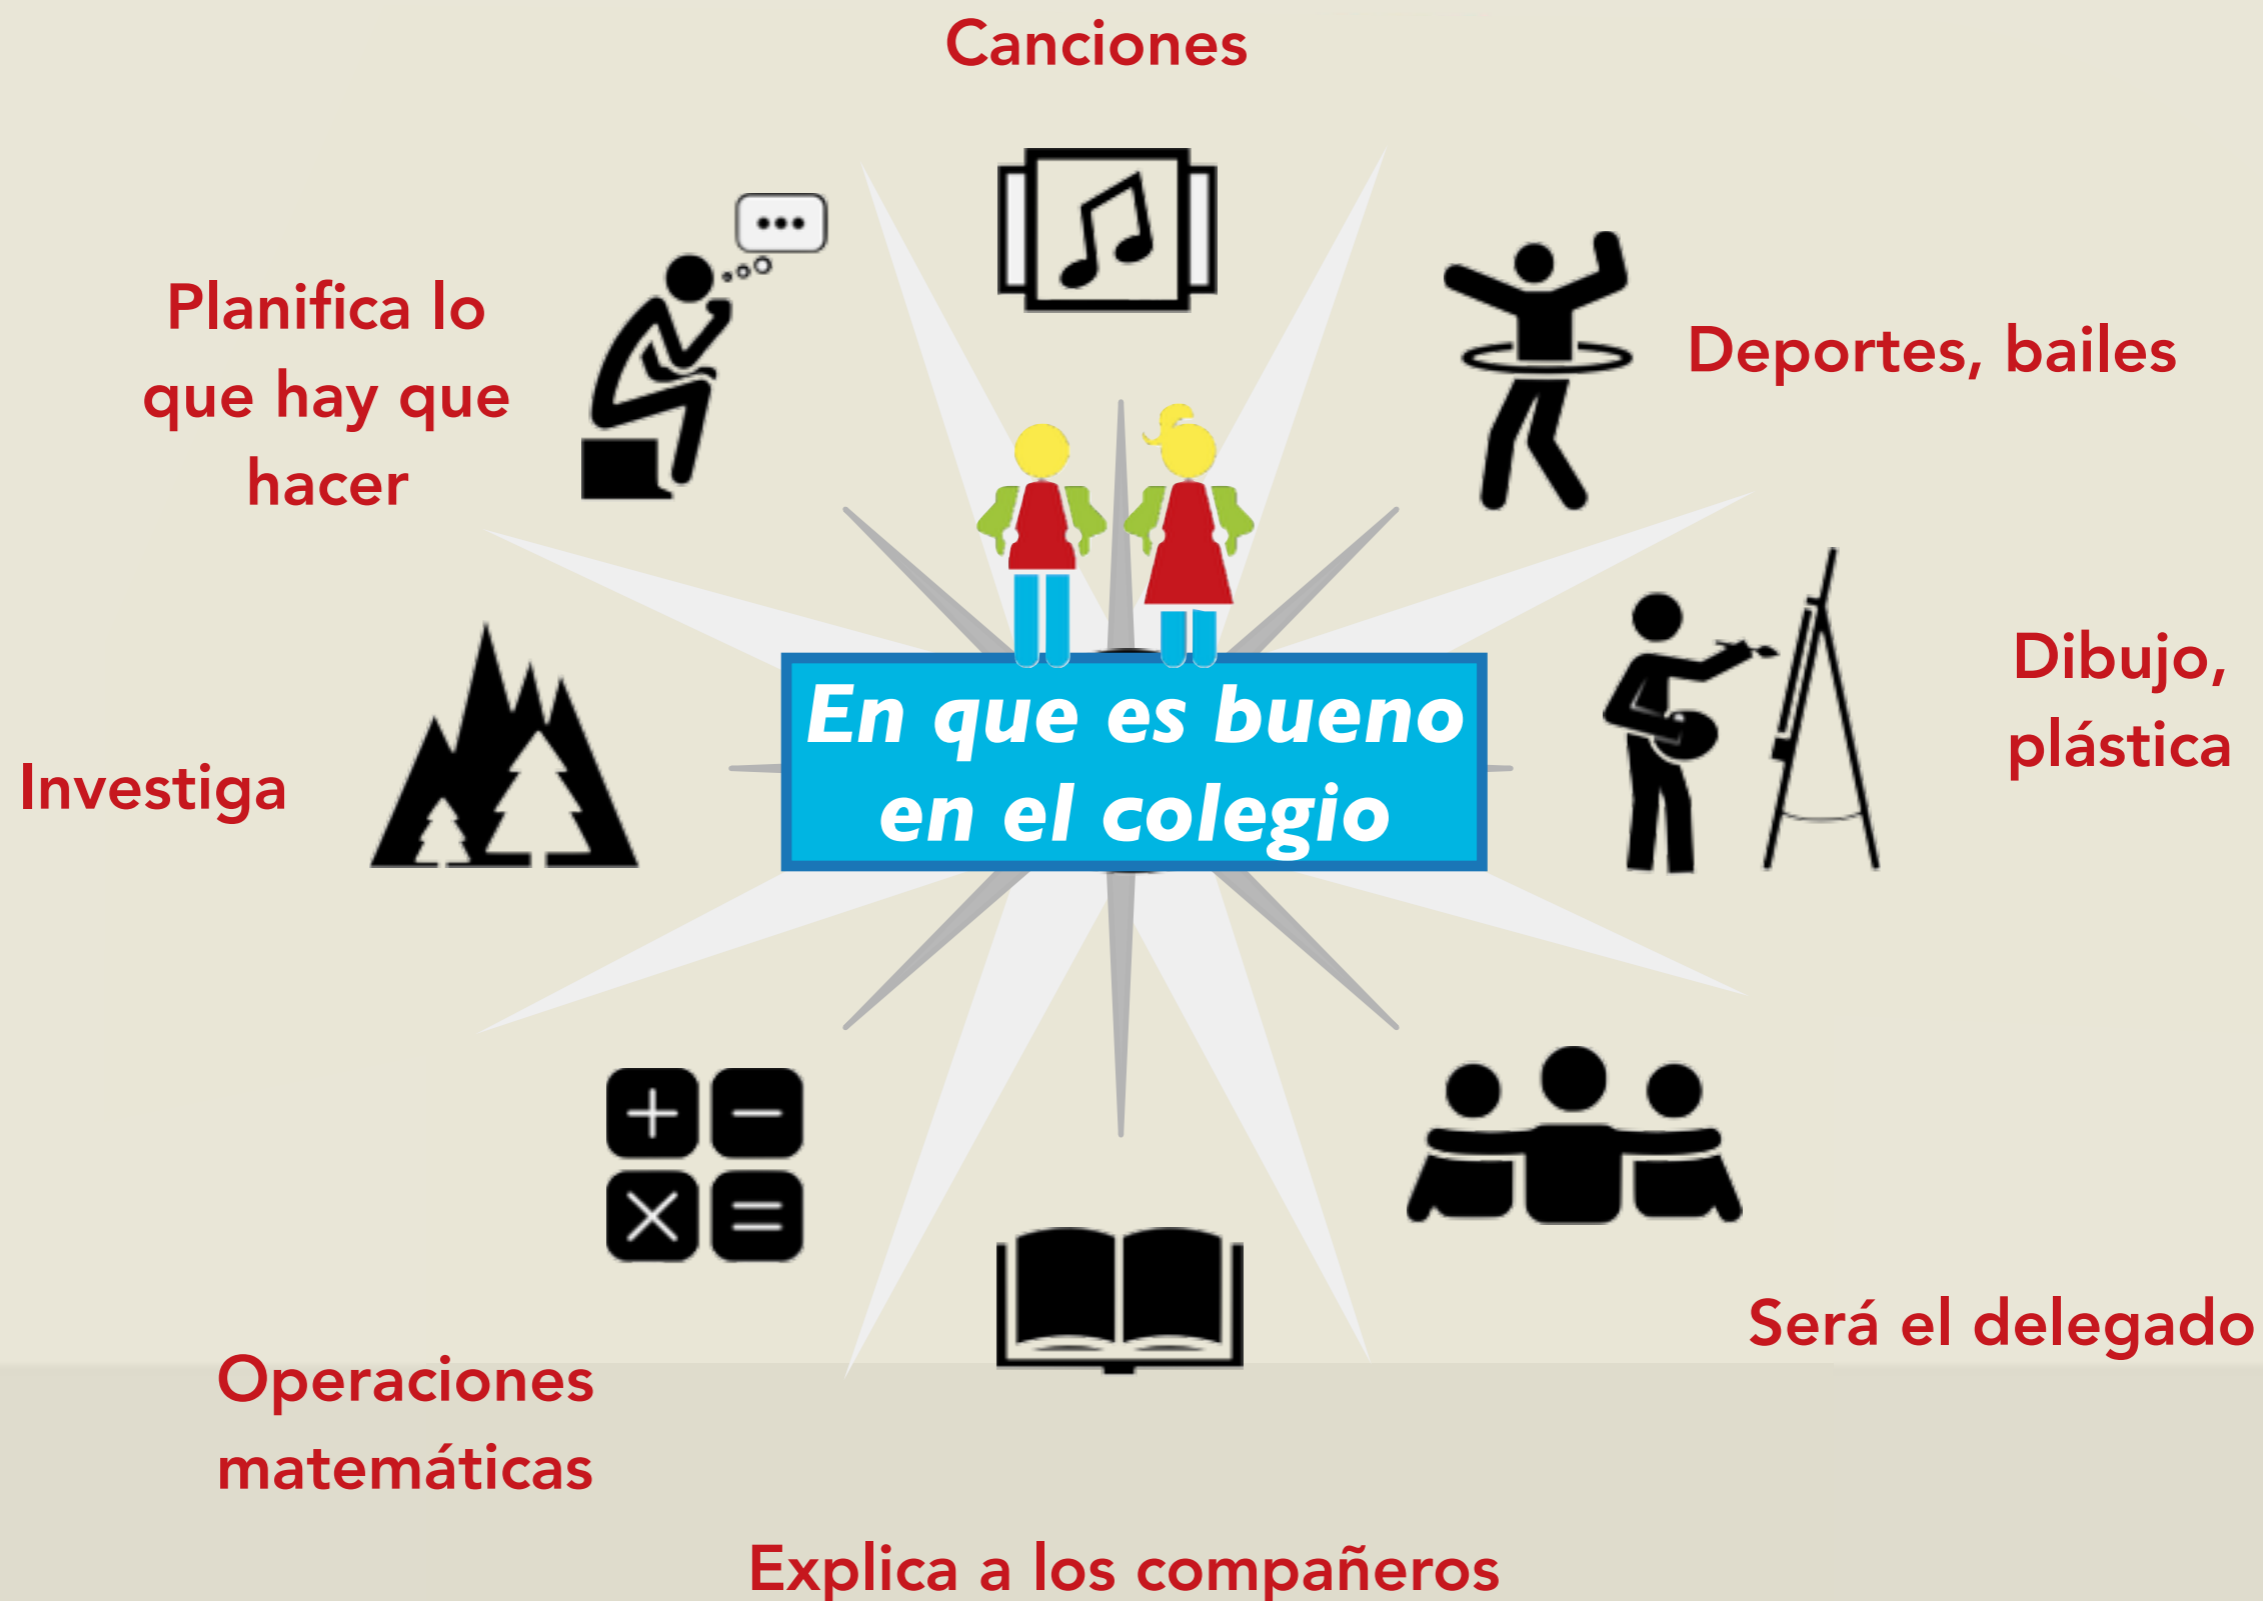 Canciones
Planifica lo
que hay que
hacer
Deportes, bailes
Dibujo,
plástica
Investiga
En que es bueno
en el colegio
Será el delegado
Operaciones
matemáticas
Explica a los compañeros